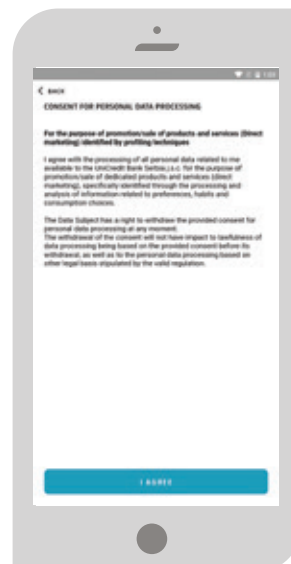 BACK
CONSENT FOR PERSONAL DATA PROCESSING
For the purpose of promotion/sale of products and services (Direct
marketing) identified by profiling techniques
I agree with the processing of all personal data related to me
available to the UniCredit Bank Serbia, j.s.c. for the purpose of
promotion/sale of dedicated products and services (direct
marketing), specifically identified through the processing and
analysis of information related to preferences, habits and
consumption choices.
The Data Subject has a right to withdraw the provided consent for
personal data processing at any moment.
The withdrawal of the consent will not have impact to lawfulness of
data processing being based on the provided consent before its
withdrawal, as well as to the personal data processing based on
other legal basis stipulated by the valid regulation.
I AGREE